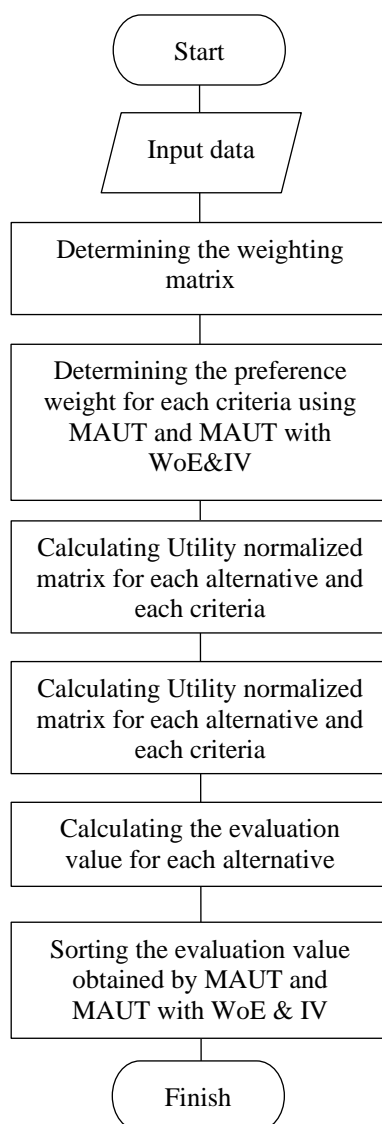 Start
Input data
Determining the weighting
matrix
Determining the preference
weight for each criteria using
MAUT and MAUT with
WoE&IV
Calculating Utility normalized
matrix for each alternative and
each criteria
Calculating Utility normalized
matrix for each alternative and
each criteria
Calculating the evaluation
value for each alternative
Sorting the evaluation value
obtained by MAUT and
MAUT with WoE & IV
Finish